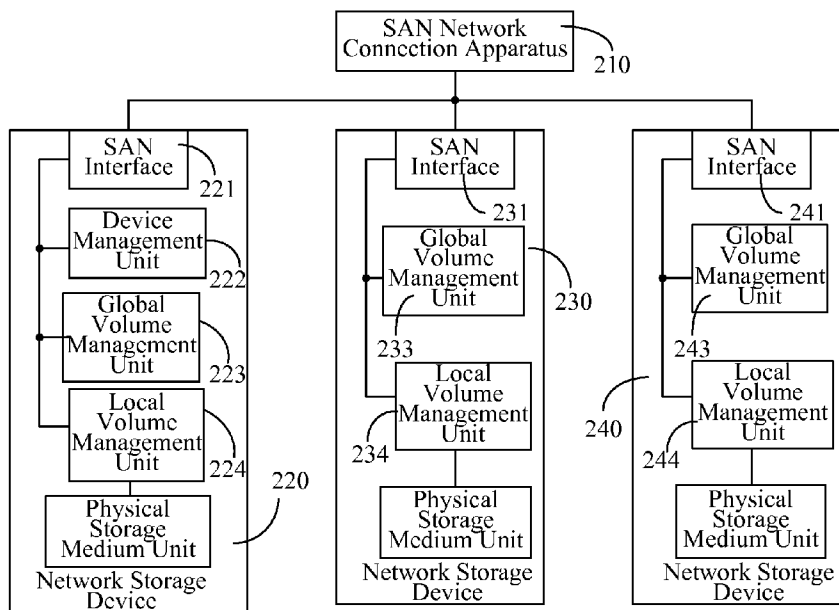 SAN Network
Connection Apparatus
210
SAN
Interface
221
Device
Management
Unit
222
Global
Volume
Management
Unit
223
Local
Volume
Management
Unit
224
Physical
Storage
Medium Unit
220
Network Storage
Device
SAN
Interface
231
Global
Volume
Management
Unit
230
233
Local
Volume
Management
Unit
234
Physical
Storage
Medium Unit
Network Storage
Device
SAN
Interface
241
Global
Volume
Management
Unit
243
Local
Volume
Management
Unit
240
244
Physical
Storage
Medium Unit
Network Storage
Device